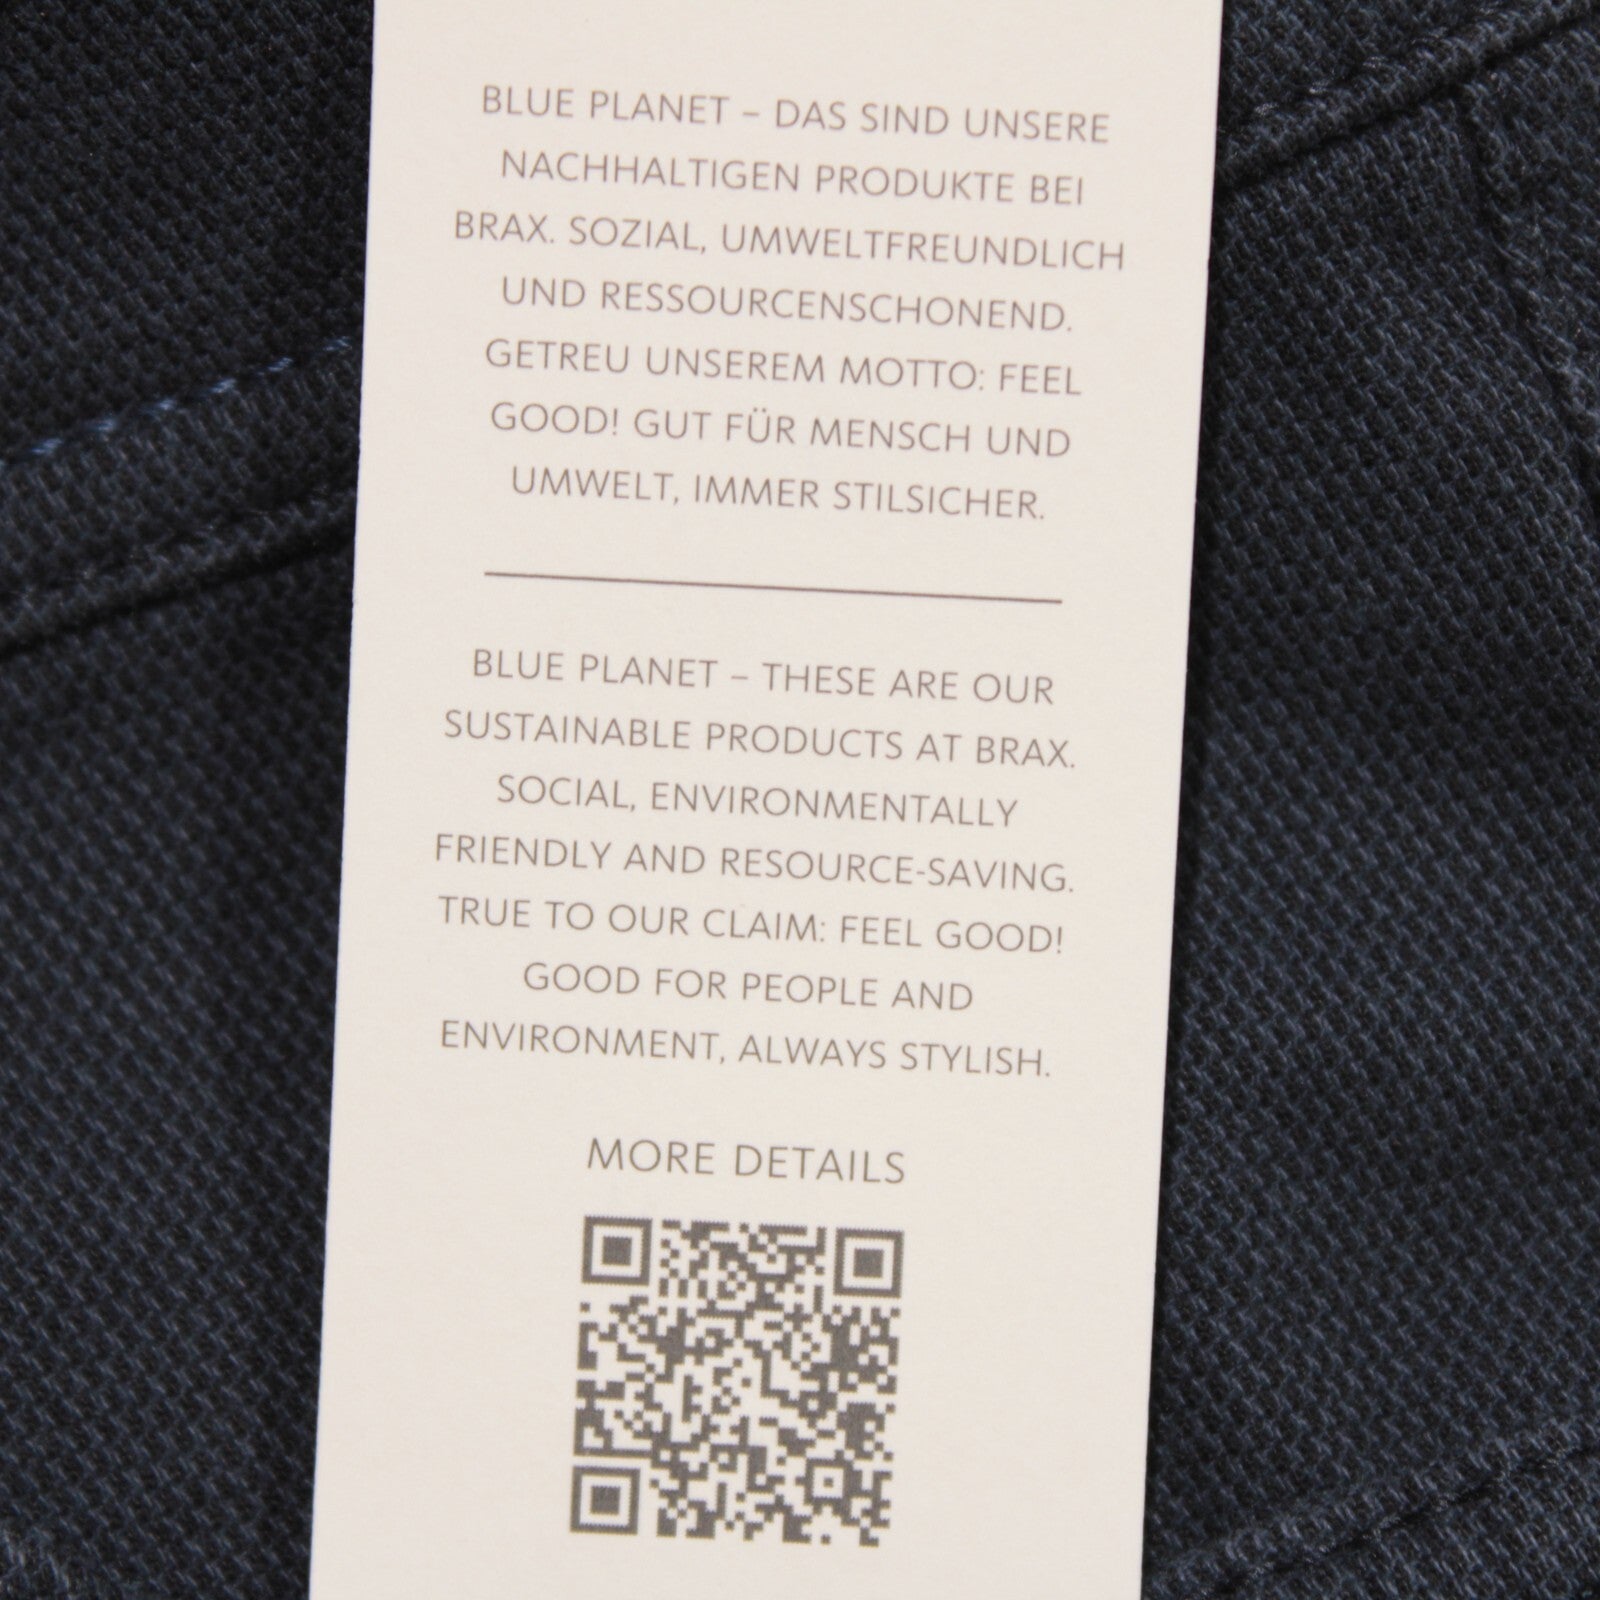 BLUE PLANET – DAS SIND UNSERE
NACHHALTIGEN PRODUKTE BEI
BRAX. SOZIAL, UMWELTFREUNDLICH
UND RESSOURCENSCHONEND.
GETREU UNSEREM MOTTO: FEEL
GOOD! GUT FÜR MENSCH UND
UMWELT, IMMER STILSICHER.
BLUE PLANET – THESE ARE OUR
SUSTAINABLE PRODUCTS AT BRAX.
SOCIAL, ENVIRONMENTALLY
FRIENDLY AND RESOURCE-SAVING.
TRUE TO OUR CLAIM: FEEL GOOD!
GOOD FOR PEOPLE AND
ENVIRONMENT, ALWAYS STYLISH.
MORE DETAILS